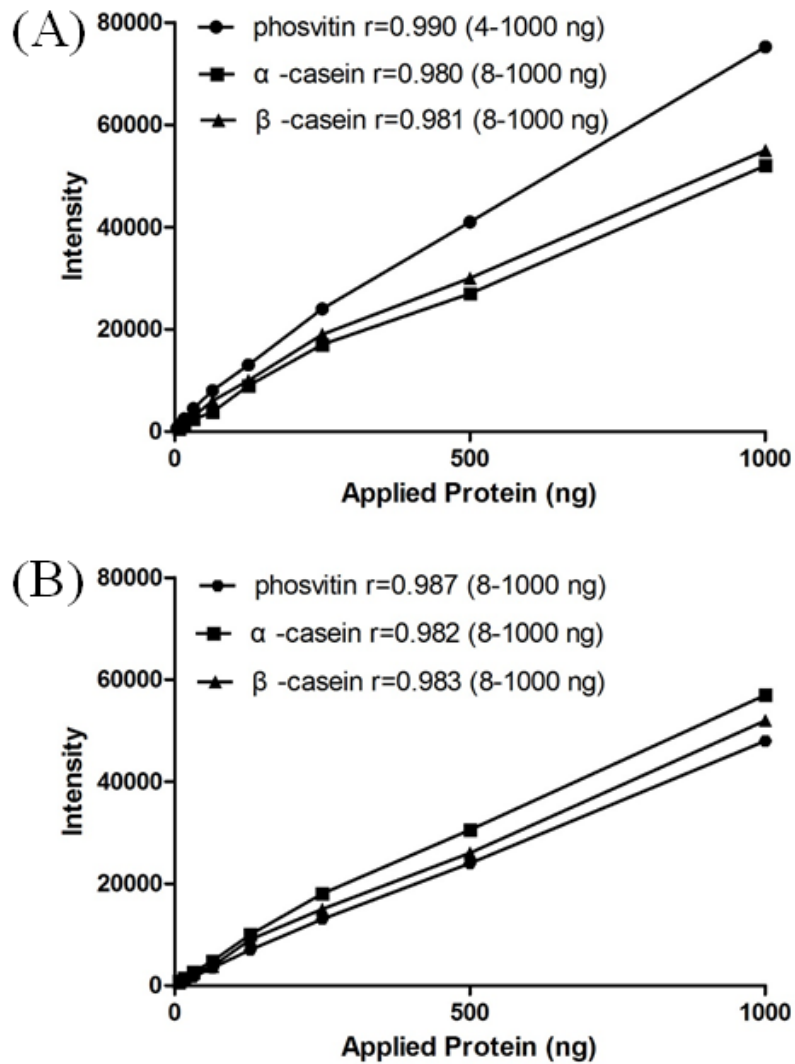 (A)
80000
60000
40000
20000
0
Intensity
phosvitin r=0.990 (4-1000 ng)
α -casein r=0.980 (8-1000 ng)
β -casein r=0.981 (8-1000 ng)
0 500 1000
Applied Protein (ng)
(B)
80000
60000
40000
20000
0
Intensity
phosvitin r=0.987 (8-1000 ng)
α -casein r=0.982 (8-1000 ng)
β -casein r=0.983 (8-1000 ng)
0 500 1000
Applied Protein (ng)